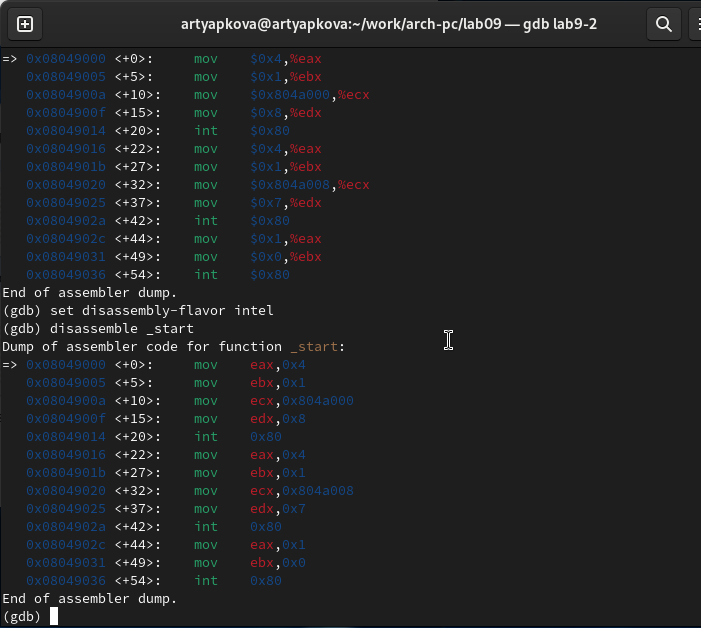 artyapkova@artyapkova:~/work/arch-pc/lab09 — gdb lab9-2
=> 0x08049000 <+0>:     mov    $0x4,%eax
   0x08049005 <+5>:     mov    $0x1,%ebx
   0x0804900a <+10>:    mov    $0x804a000,%ecx
   0x0804900f <+15>:    mov    $0x8,%edx
   0x08049014 <+20>:    int    $0x80
   0x08049016 <+22>:    mov    $0x4,%eax
   0x0804901b <+27>:    mov    $0x1,%ebx
   0x08049020 <+32>:    mov    $0x804a008,%ecx
   0x08049025 <+37>:    mov    $0x7,%edx
   0x0804902a <+42>:    int    $0x80
   0x0804902c <+44>:    mov    $0x1,%eax
   0x08049031 <+49>:    mov    $0x0,%ebx
   0x08049036 <+54>:    int    $0x80
End of assembler dump.
(gdb) set disassembly-flavor intel
(gdb) disassemble _start
Dump of assembler code for function _start:
=> 0x08049000 <+0>:     mov    eax,0x4
   0x08049005 <+5>:     mov    ebx,0x1
   0x0804900a <+10>:    mov    ecx,0x804a000
   0x0804900f <+15>:    mov    edx,0x8
   0x08049014 <+20>:    int    0x80
   0x08049016 <+22>:    mov    eax,0x4
   0x0804901b <+27>:    mov    ebx,0x1
   0x08049020 <+32>:    mov    ecx,0x804a008
   0x08049025 <+37>:    mov    edx,0x7
   0x0804902a <+42>:    int    0x80
   0x0804902c <+44>:    mov    eax,0x1
   0x08049031 <+49>:    mov    ebx,0x0
   0x08049036 <+54>:    int    0x80
End of assembler dump.
(gdb)